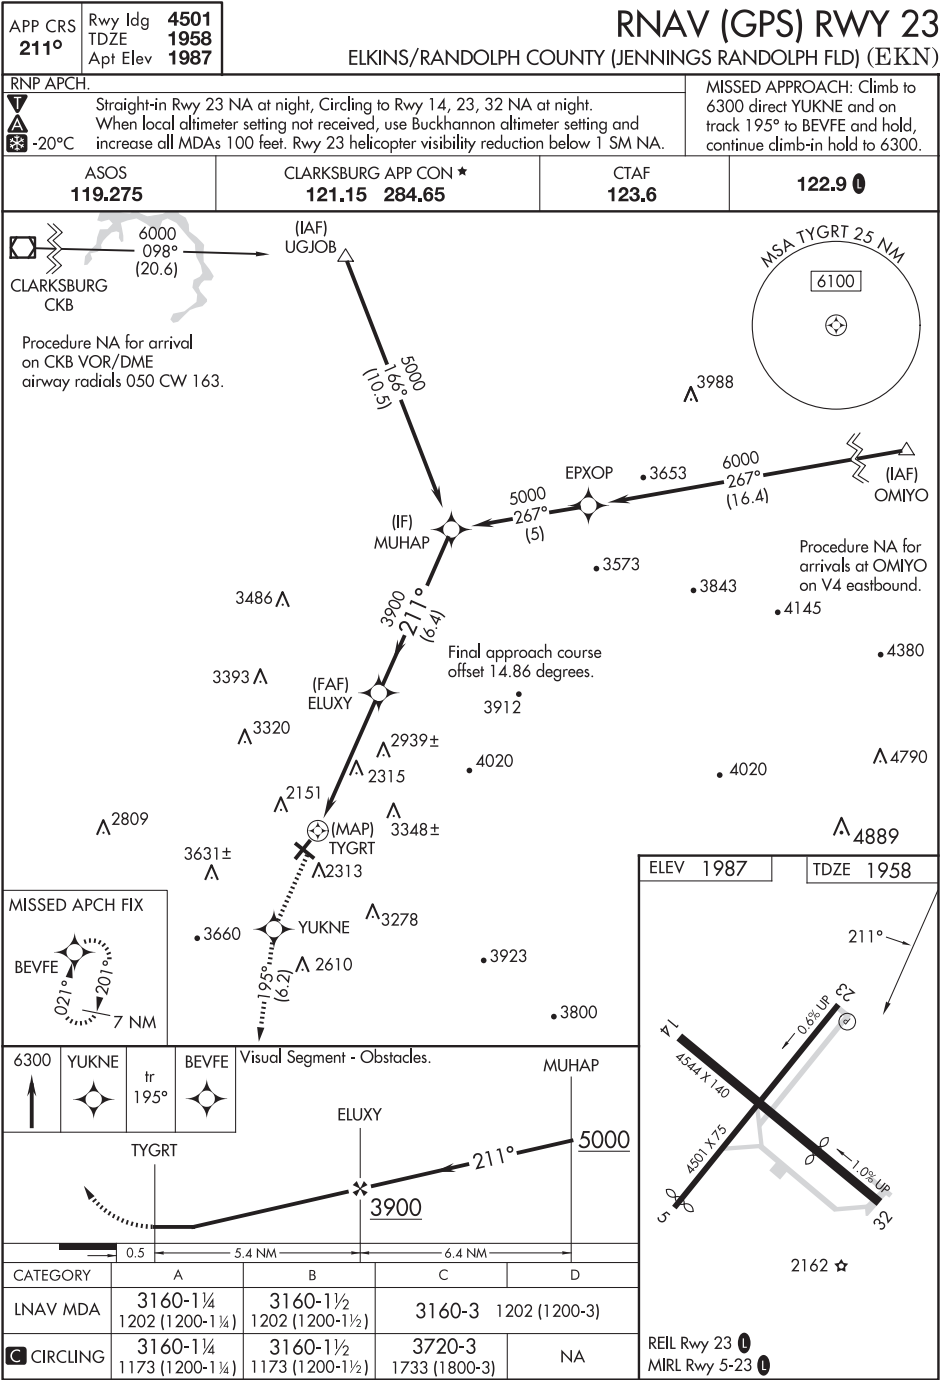 APP CRS
211°
Rwy Idg 4501
TDZE 1958
Apt Elev 1987
RNAV (GPS) RWY 23
ELKINS/RANDOLPH COUNTY (JENNINGS RANDOLPH FLD) (EKN)
RNP APCH.
T
A
-20°C
Straight-in Rwy 23 NA at night, Circling to Rwy 14, 23, 32 NA at night.
When local altimeter setting not received, use Buckhannon altimeter setting and
increase all MDAs 100 feet. Rwy 23 helicopter visibility reduction below 1 SM NA.
MISSED APPROACH: Climb to
6300 direct YUKNE and on
track 195° to BEVFE and hold,
continue climb-in hold to 6300.
ASOS
119.275
CLARKSBURG APP CON ★
121.15 284.65
CTAF
123.6
122.9 L
CLARKSBURG
CKB
6000
098°
(20.6)
(IAF)
UGJOB
Procedure NA for arrival
on CKB VOR/DME
airway radials 050 CW 163.
MSA TYGRT 25 NM
6100
5000
166°
(10.5)
3988
EPXOP
3653
6000
267°
(16.4)
(IAF)
OMIYO
5000
267°
(5)
(IF)
MUHAP
Procedure NA for
arrivals at OMIYO
on V4 eastbound.
3573
3843
4145
3486
3900
211°
(6.4)
4380
Final approach course
offset 14.86 degrees.
3393
(FAF)
ELUXY
3912
3320
2939±
2315
4020
4020
4790
2151
2809
(MAP)
TYGRT
3348±
4889
3631±
2313
MISSED APCH FIX
BEVFE
021°
201°
7 NM
3660
YUKNE
3278
195°
(6.2)
2610
3923
3800
ELEV 1987
TDZE 1958
211°
23
P
0.6% UP
14
4544 X 140
4501 X 75
1.0% UP
5
32
2162
REIL Rwy 23 L
MIRL Rwy 5-23 L
6300
YUKNE
tr
195°
BEVFE
Visual Segment - Obstacles.
MUHAP
ELUXY
TYGRT
211°
5000
3900
0.5
5.4 NM
6.4 NM
CATEGORY A B C D
LNAV MDA
3160-1¼
1202 (1200-1¼)
3160-1½
1202 (1200-1½)
3160-3 1202 (1200-3)
C CIRCLING
3160-1¼
1173 (1200-1¼)
3160-1½
1173 (1200-1½)
3720-3
1733 (1800-3)
NA